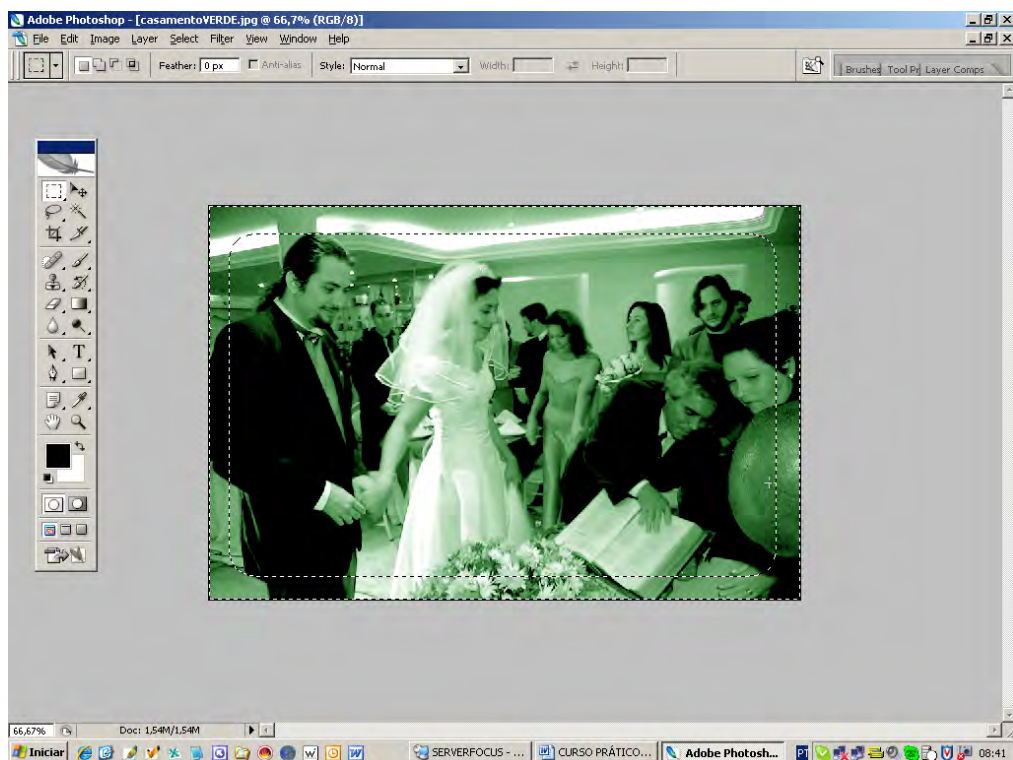 Adobe Photoshop - [casamentoVERDE.jpg @ 66,7% (RGB/8)]
File Edit Image Layer Select Filter View Window Help
Feather: 0 px Anti-alias Style: Normal Width: Height: Brushes Tool Pr Layer Comps
T
66,67% Doc: 1,54M/1,54M
Iniciar SERVERFOCUS - ... CURSO PRÁTICO... Adobe Photosh... PT 08:41